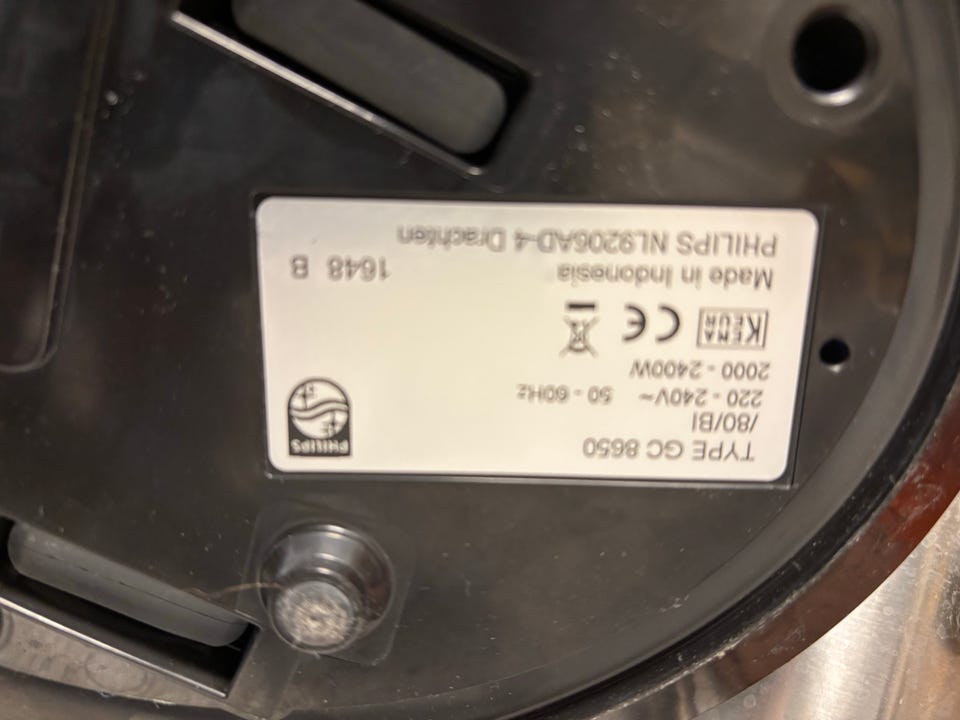 TYPE GC 8650
/80/BI
220 - 240V~ 50 - 60Hz
2000 - 2400W
KEMA
KEUR
CE
Made in Indonesia 1648 B
PHILIPS NL9206AD-4 Drachten
PHILIPS